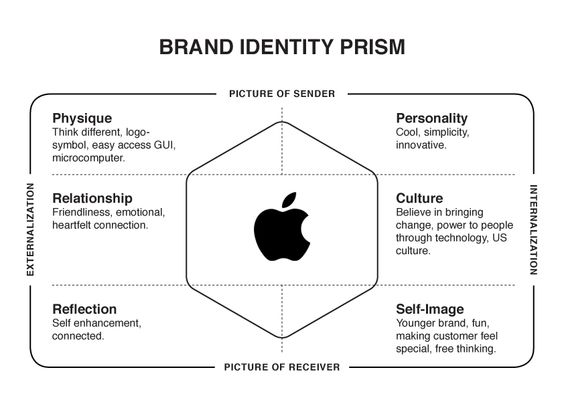 BRAND IDENTITY PRISM
PICTURE OF SENDER
Physique
Think different, logo-
symbol, easy access GUI,
microcomputer.
Personality
Cool, simplicity,
innovative.
EXTERNALIZATION
Relationship
Friendliness, emotional,
heartfelt connection.
Culture
Believe in bringing
change, power to people
through technology, US
culture.
INTERNALIZATION
Reflection
Self enhancement,
connected.
Self-Image
Younger brand, fun,
making customer feel
special, free thinking.
PICTURE OF RECEIVER